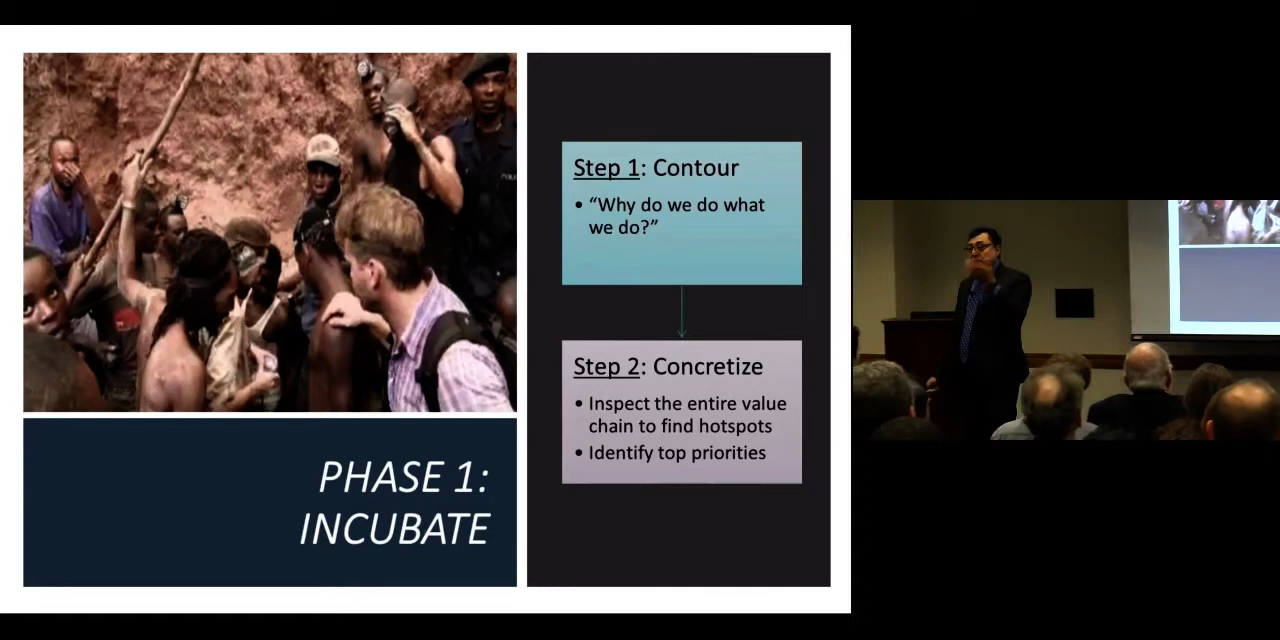 Step 1: Contour
• “Why do we do what
we do?”
Step 2: Concretize
• Inspect the entire value
chain to find hotspots
• Identify top priorities
PHASE 1:
INCUBATE